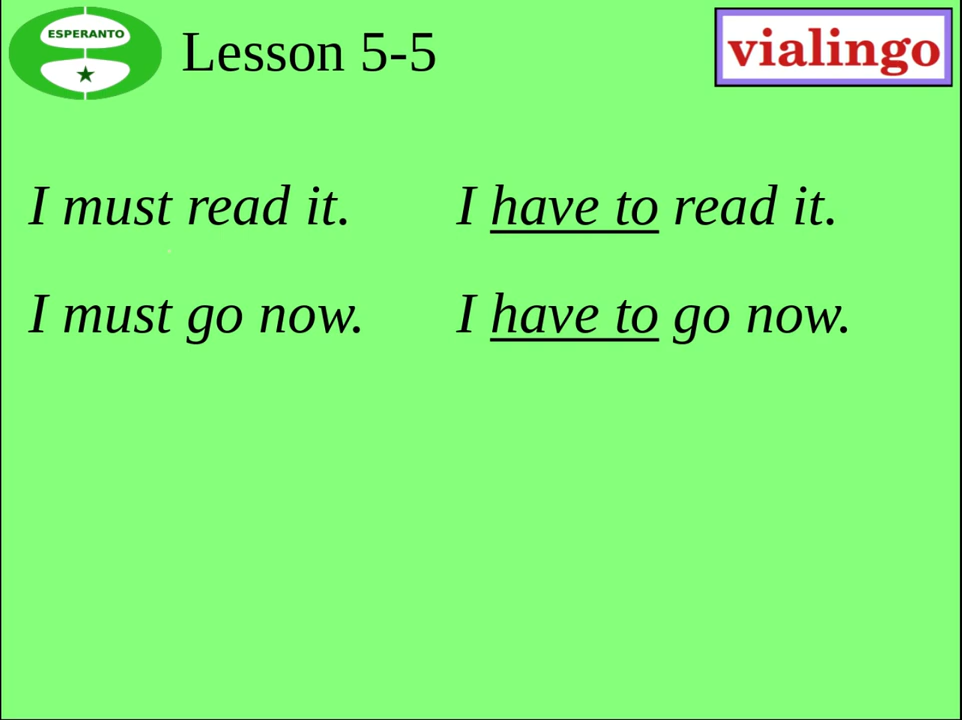 ESPERANTO
Lesson 5-5
vialingo
I must read it. I have to read it.
I must go now. I have to go now.